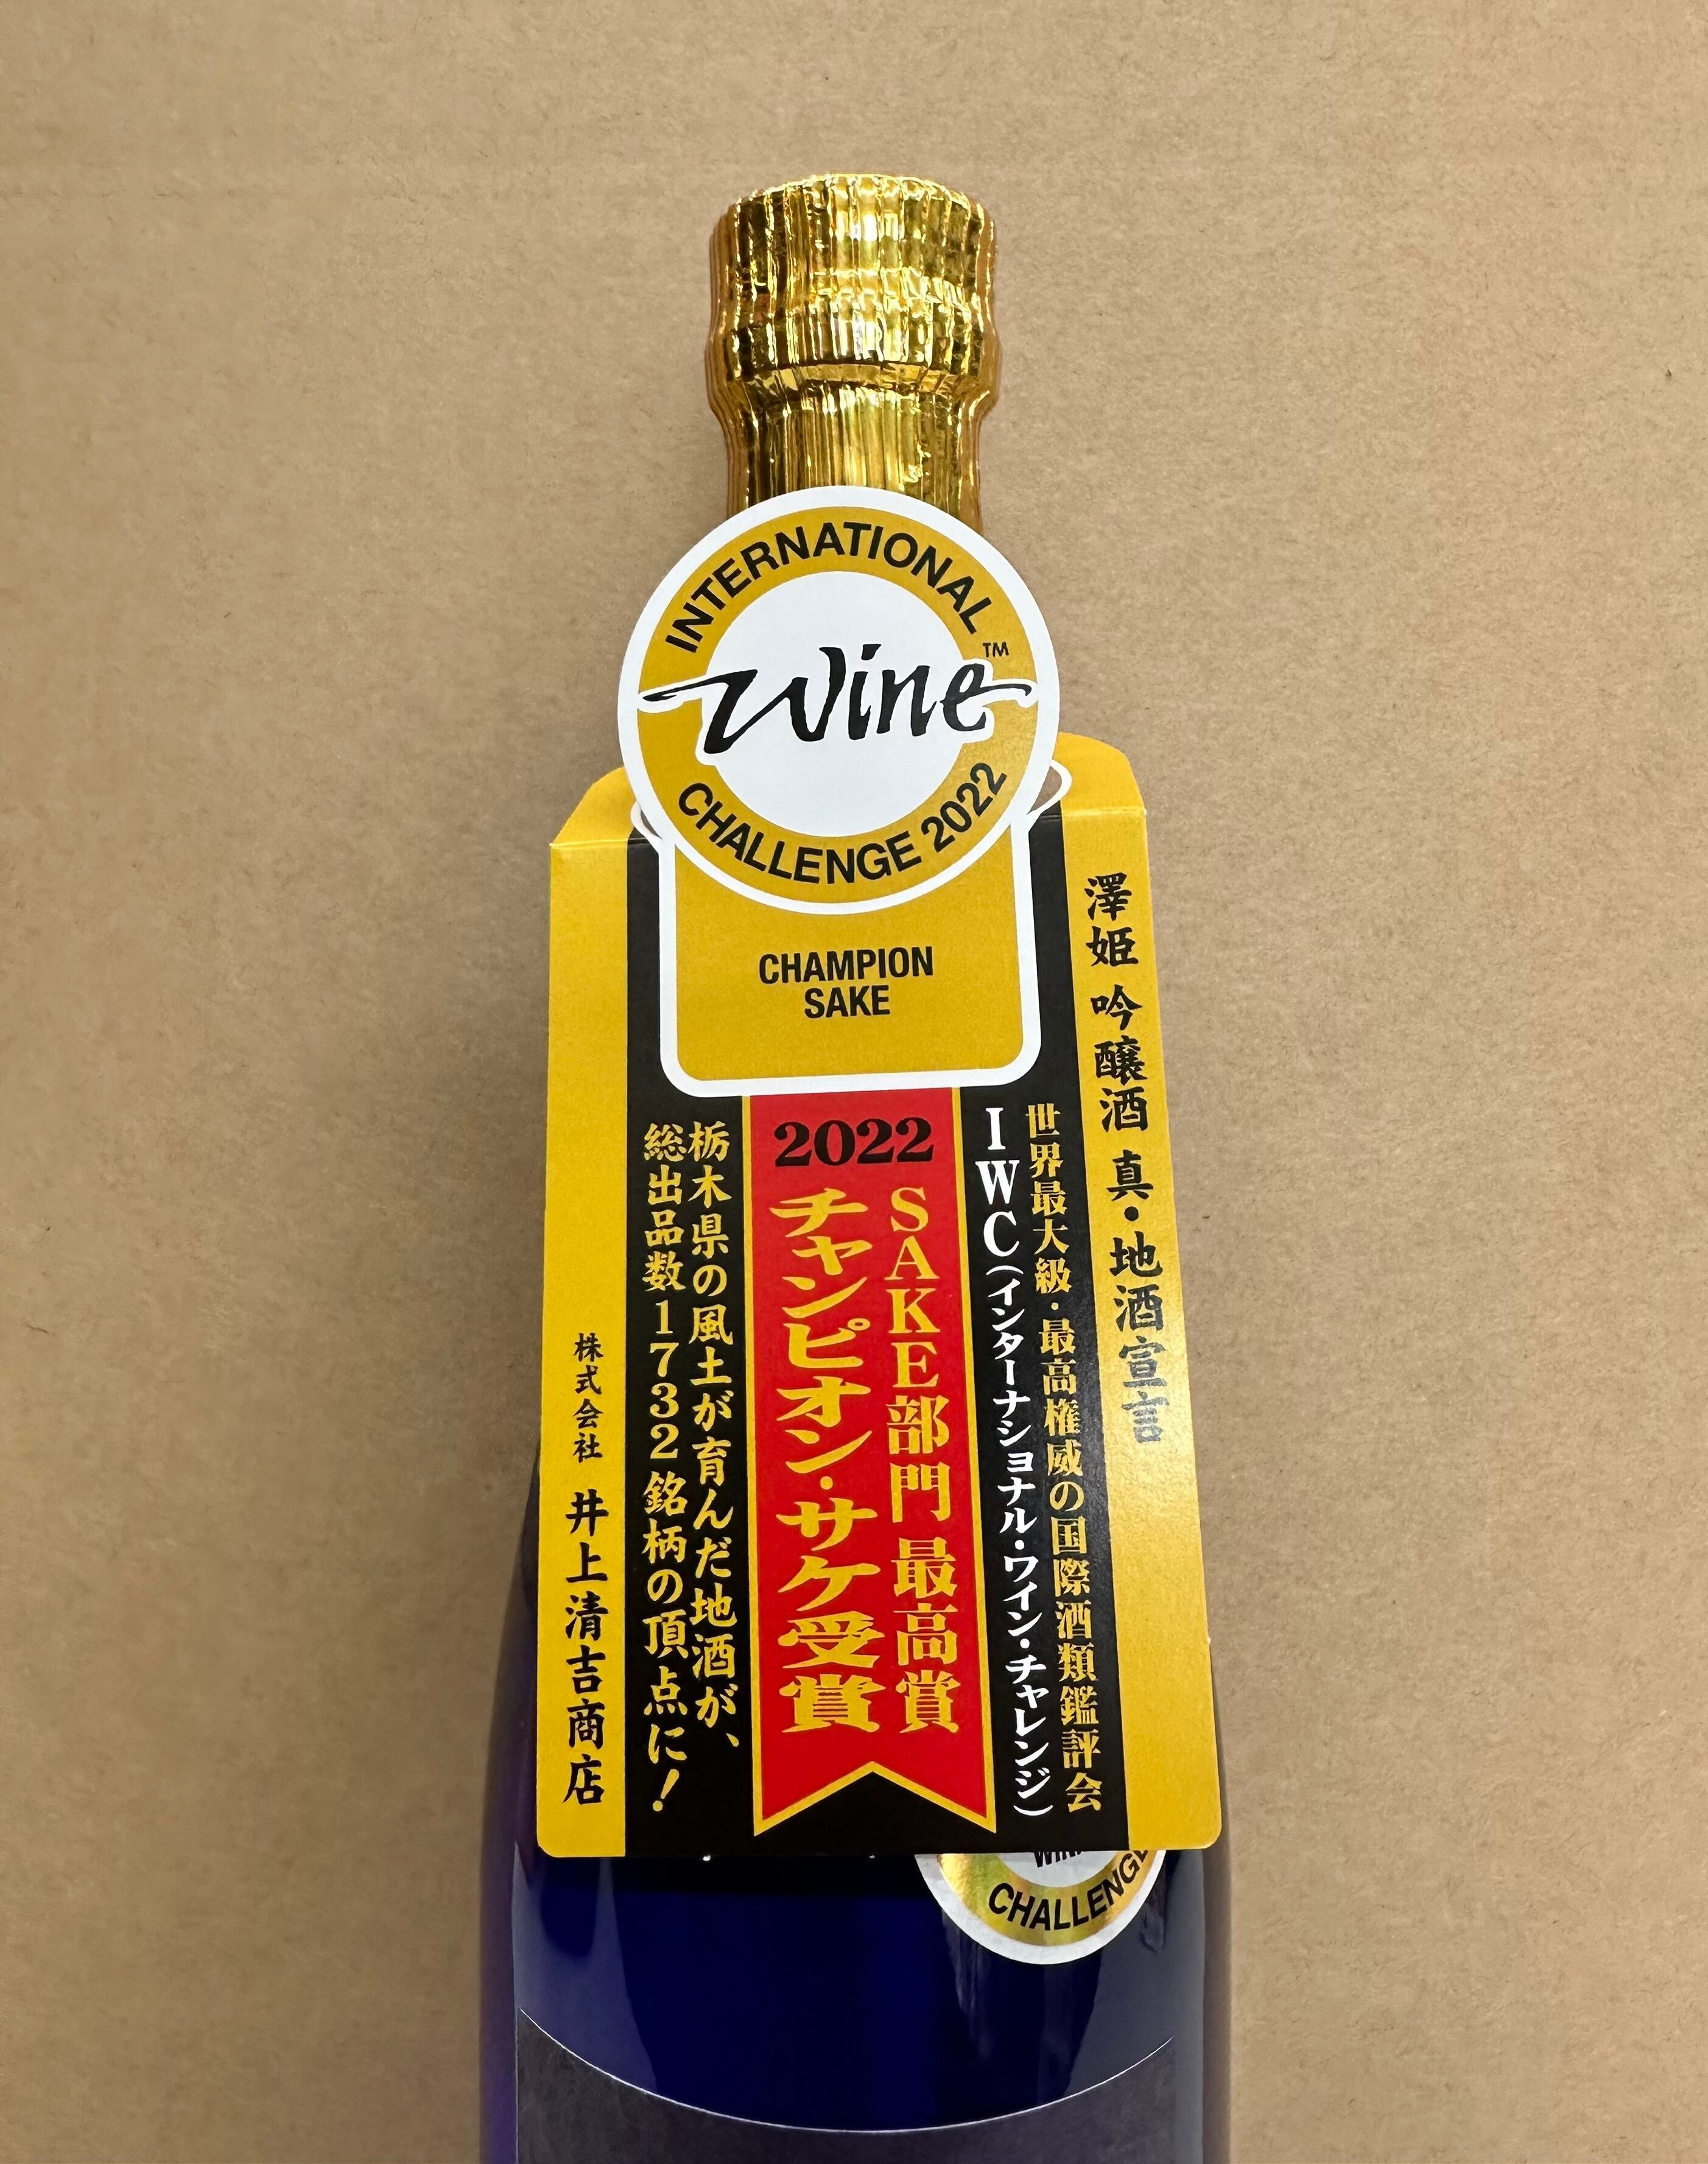 INTERNATIONAL
Wine™
CHALLENGE 2022
CHAMPION
SAKE
澤姫 吟醸酒 真・地酒宣言
世界最大級・最高権威の国際酒類鑑評会
IWC（インターナショナル・ワイン・チャレンジ）
2022
SAKE部門 最高賞
チャンピオン・サケ受賞
栃木県の風土が育んだ地酒が、
総出品数1732銘柄の頂点に！
株式会社 井上清吉商店
CHALLENGE